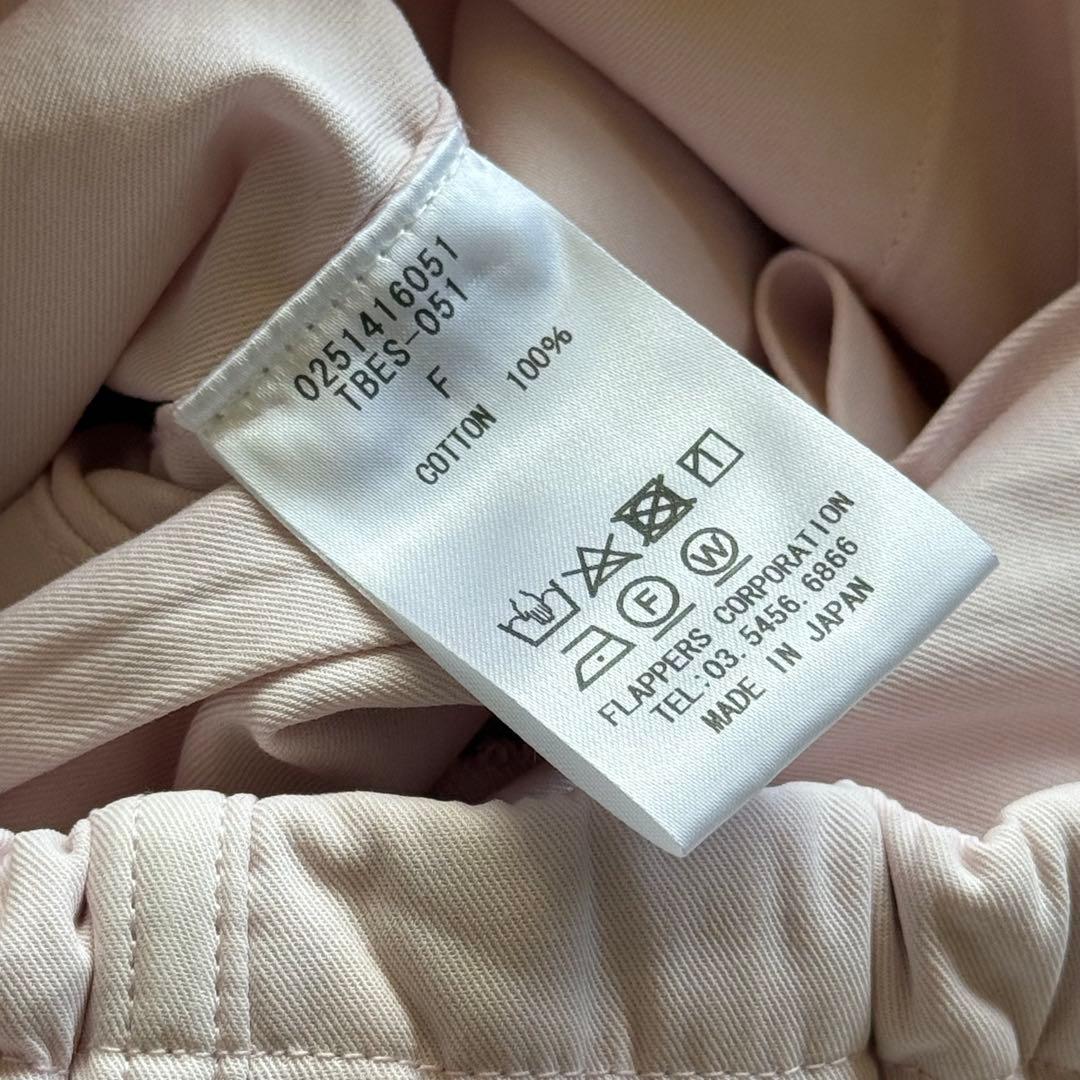 0251416051
TBES-051
F
COTTON 100%
F W
FLAPPERS CORPORATION
TEL:03.5456.6866
MADE IN JAPAN